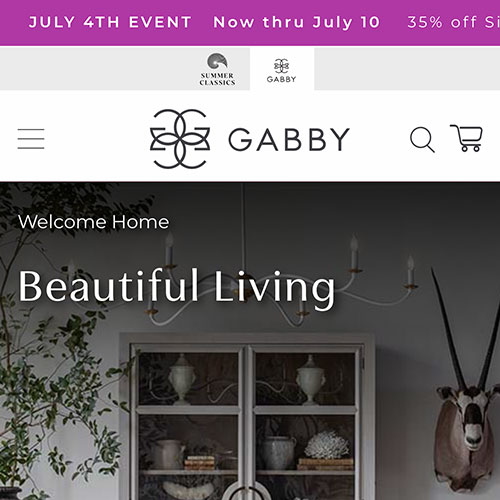 JULY 4TH EVENT Now thru July 10 35% off Si
SUMMER
CLASSICS
GABBY
GABBY
Welcome Home
Beautiful Living